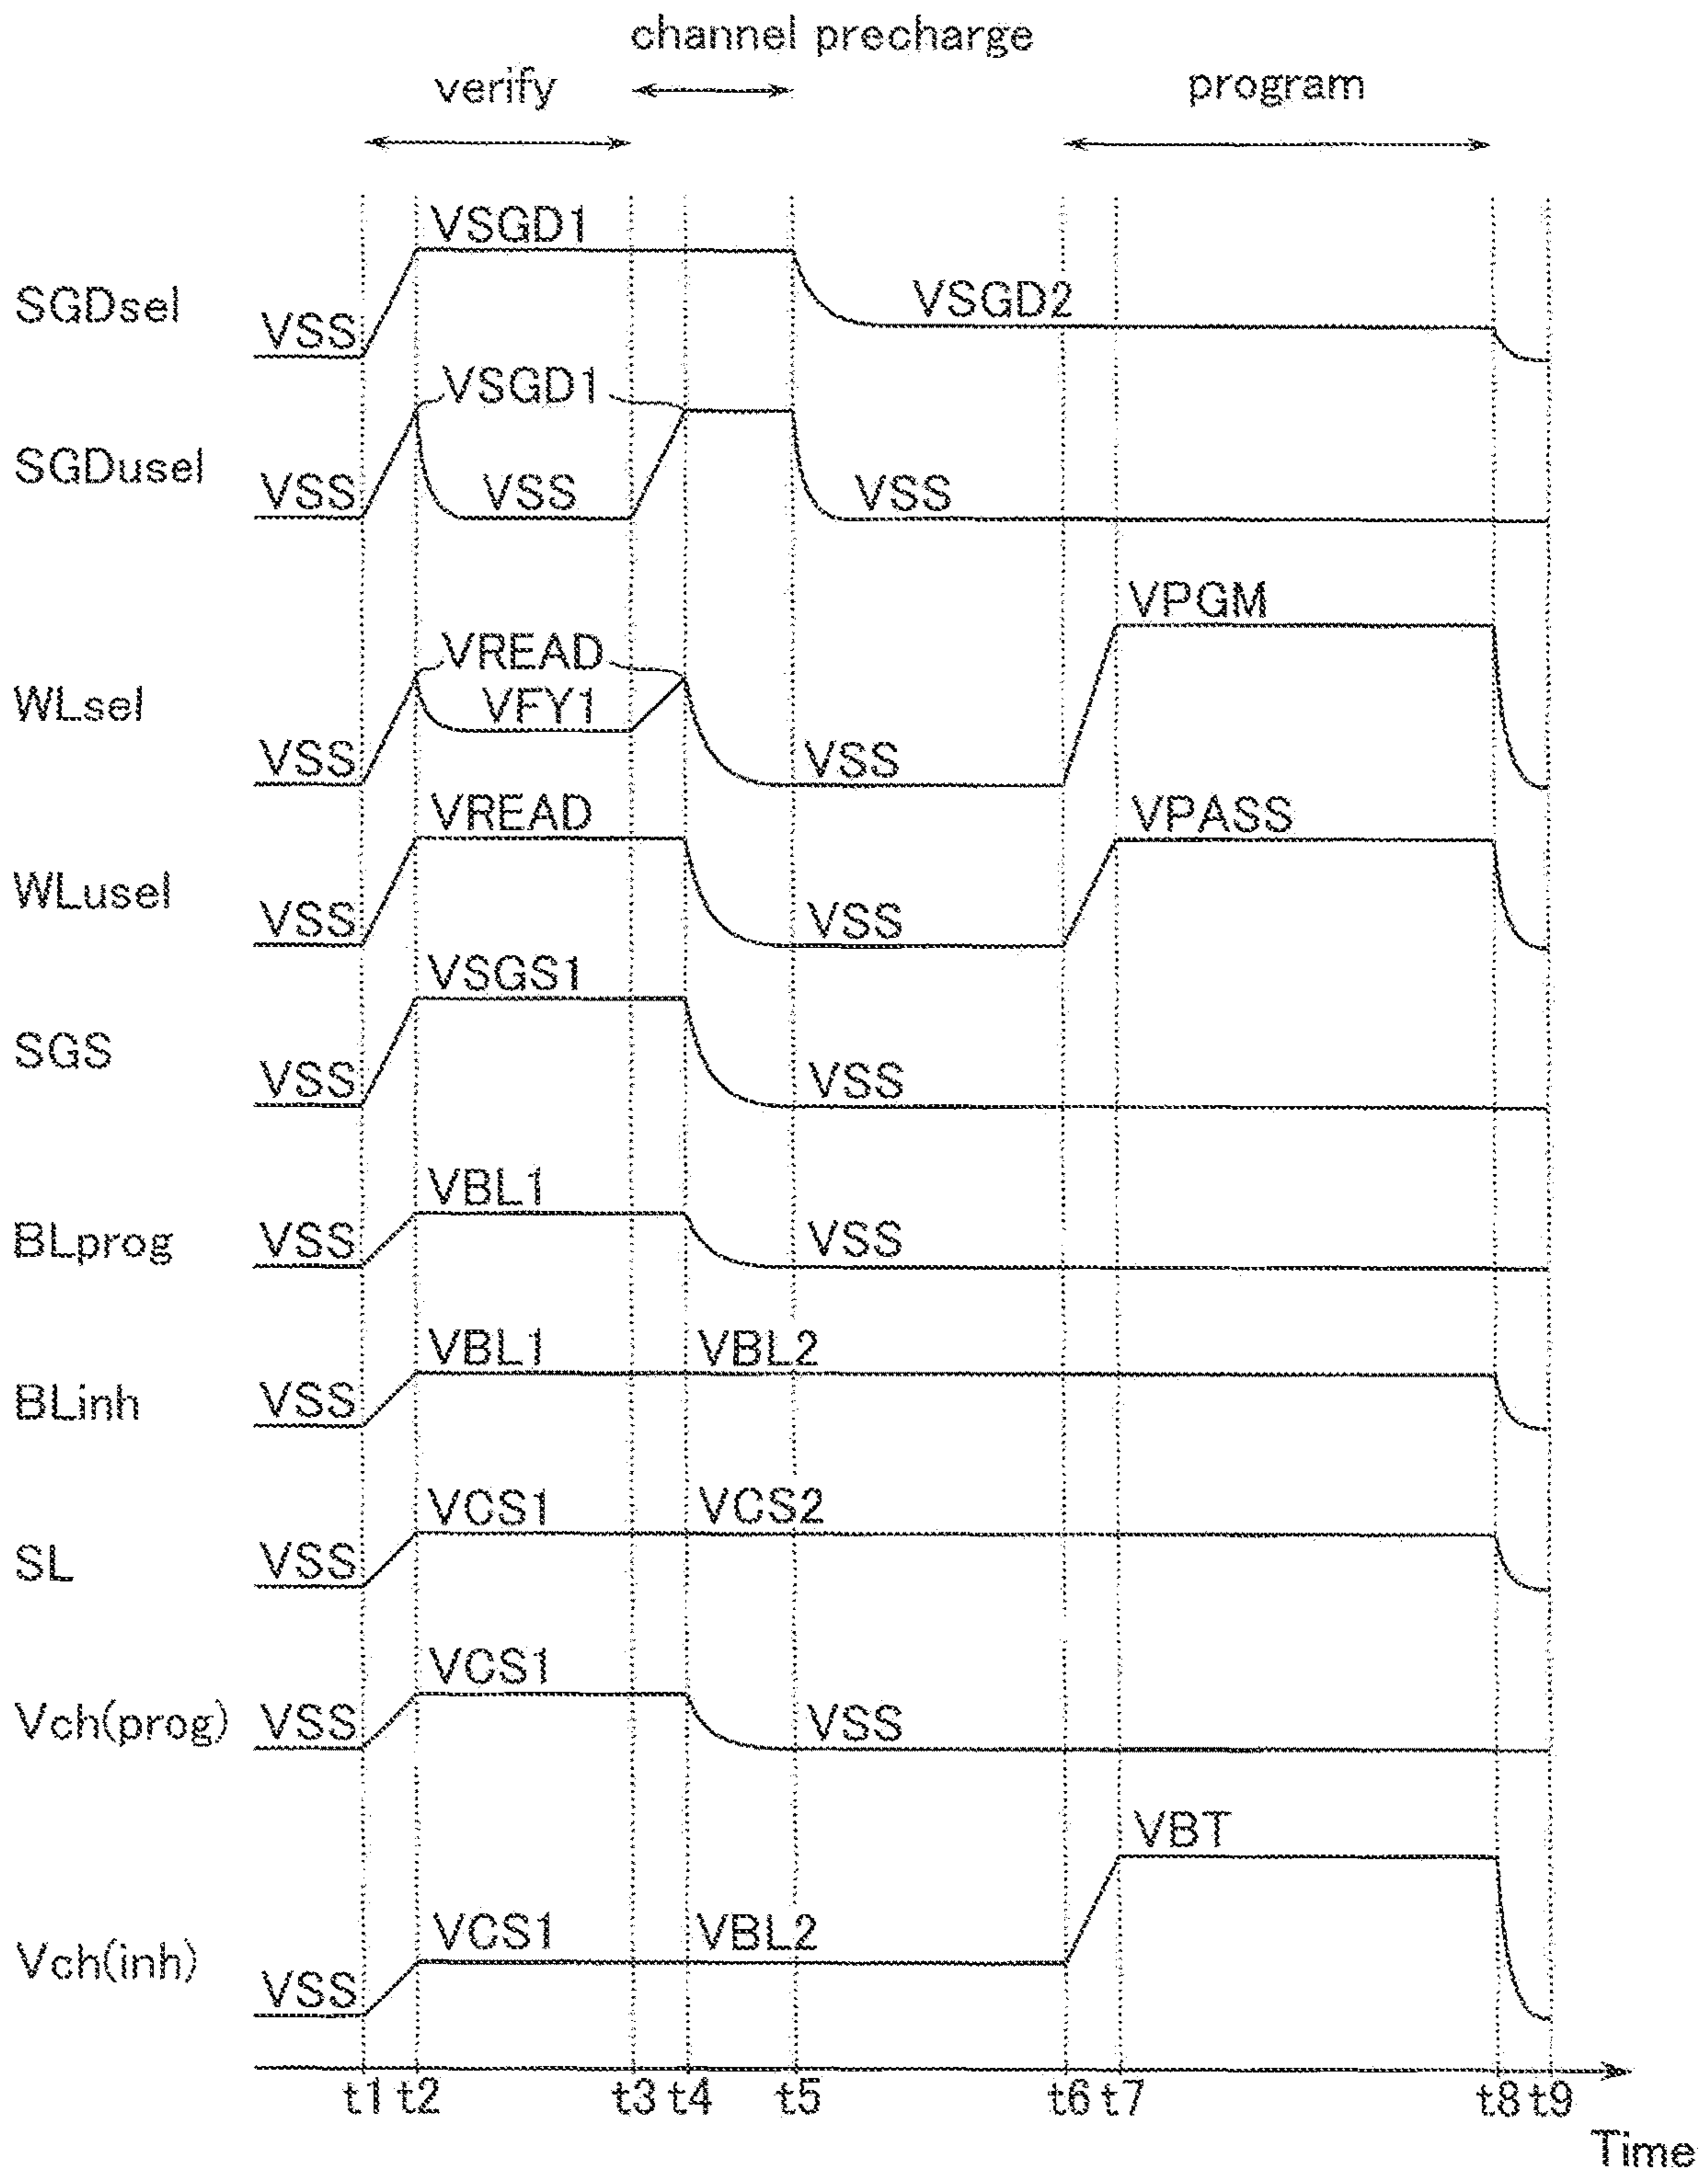 channel precharge
verify
program
VSGD1
SGDsel
VSS
VSGD2
VSGD1
SGDusel
VSS
VSS
VSS
VPGM
VREAD
WLsel
VFY1
VSS
VSS
VREAD
VPASS
WLusel
VSS
VSS
VSGS1
SGS
VSS
VSS
VBL1
BLprog
VSS
VSS
VBL1
VBL2
BLinh
VSS
VCS1
VCS2
SL
VSS
VCS1
Vch(prog)
VSS
VSS
VBT
VCS1
VBL2
Vch(inh)
VSS
t1 t2 t3 t4 t5 t6 t7 t8 t9
Time